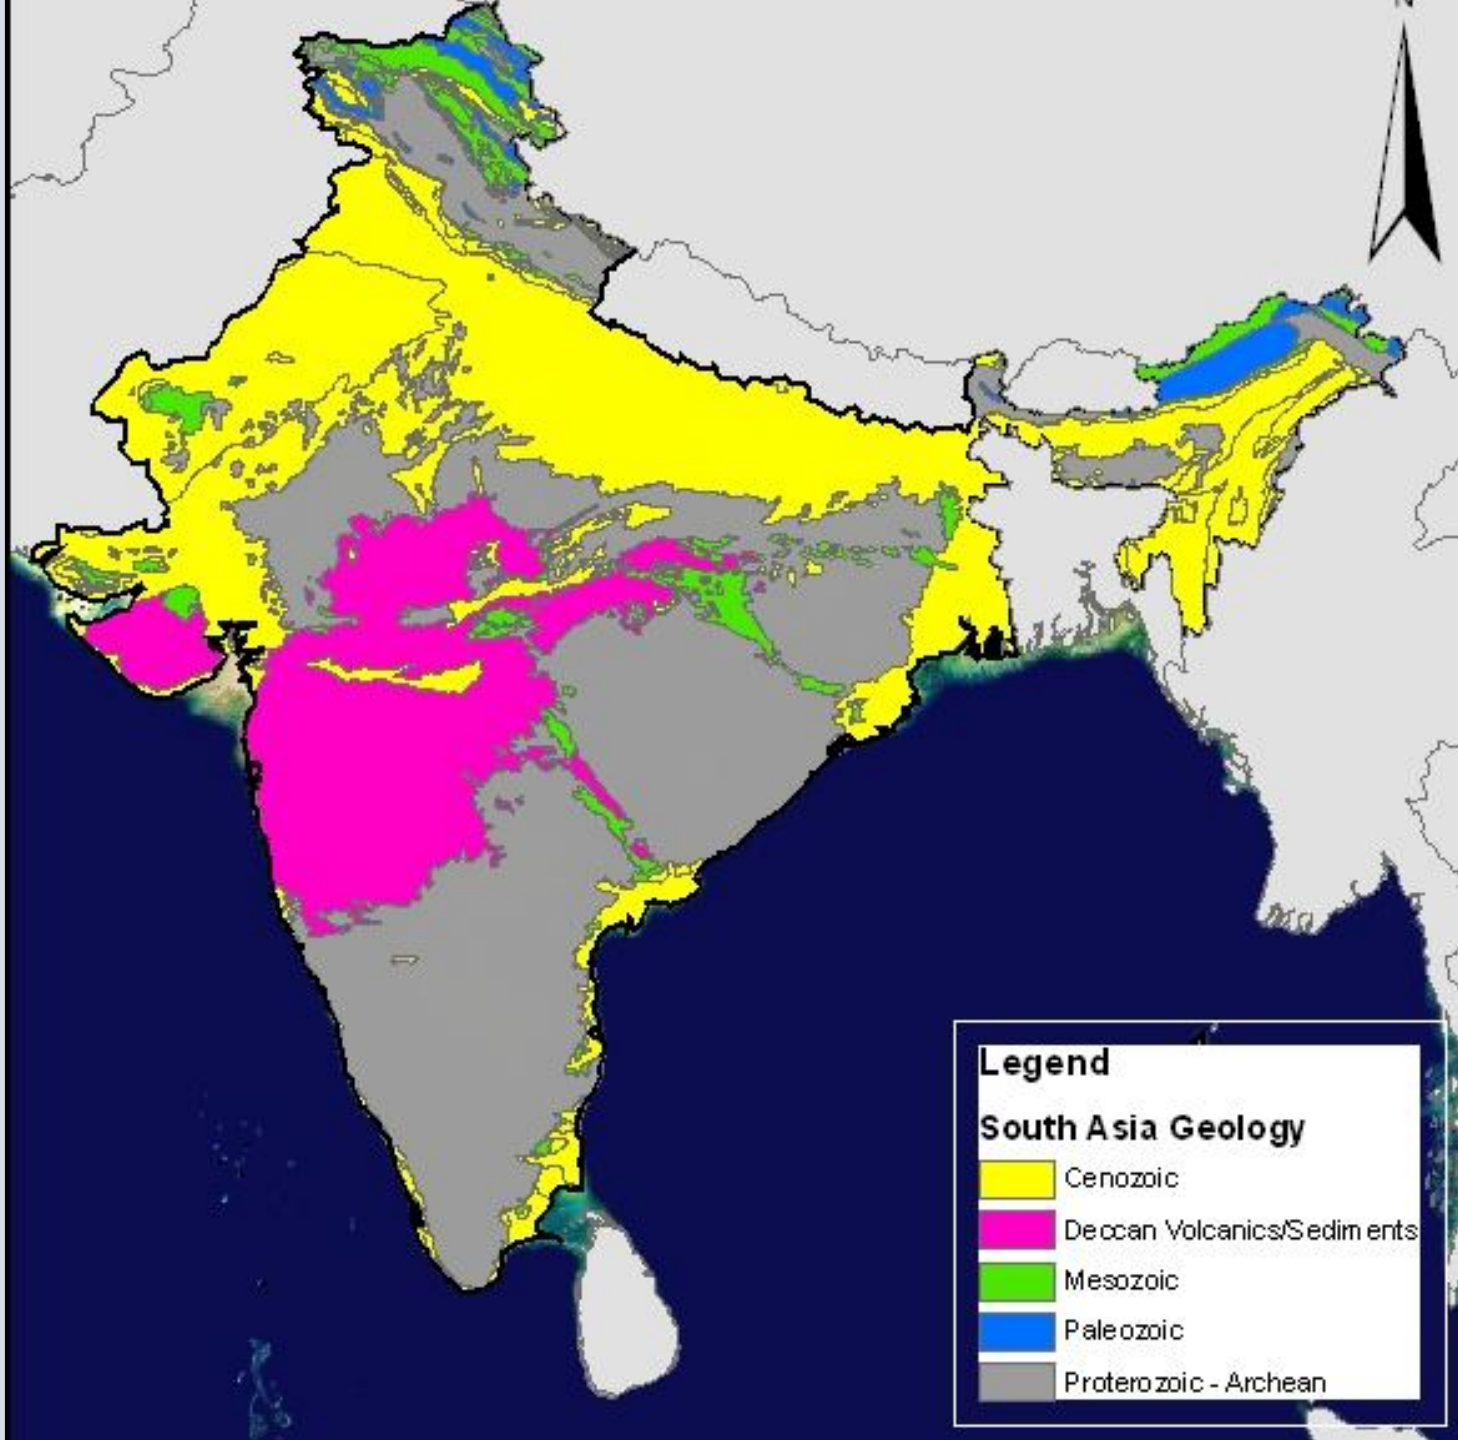 N
Legend
South Asia Geology
Cenozoic
Deccan Volcanics/Sediments
Mesozoic
Paleozoic
Proterozoic - Archean